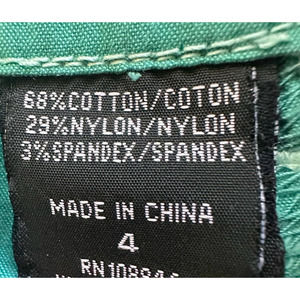 68%COTTON/COTON
29%NYLON/NYLON
3%SPANDEX/SPANDEX
MADE IN CHINA
4